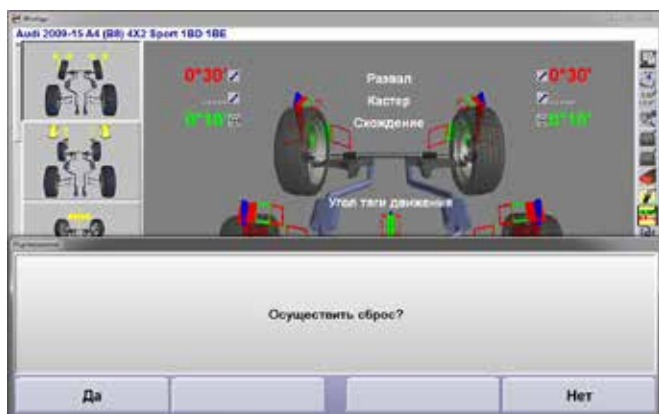 Audi 2009-15 A4 (B8) 4X2 Sport 1BD 1BE
0°30' Развал 0°30'
Кастер
0°10' Схождение 0°10'
Угол тяги движения
Осуществить сброс?
Да Нет